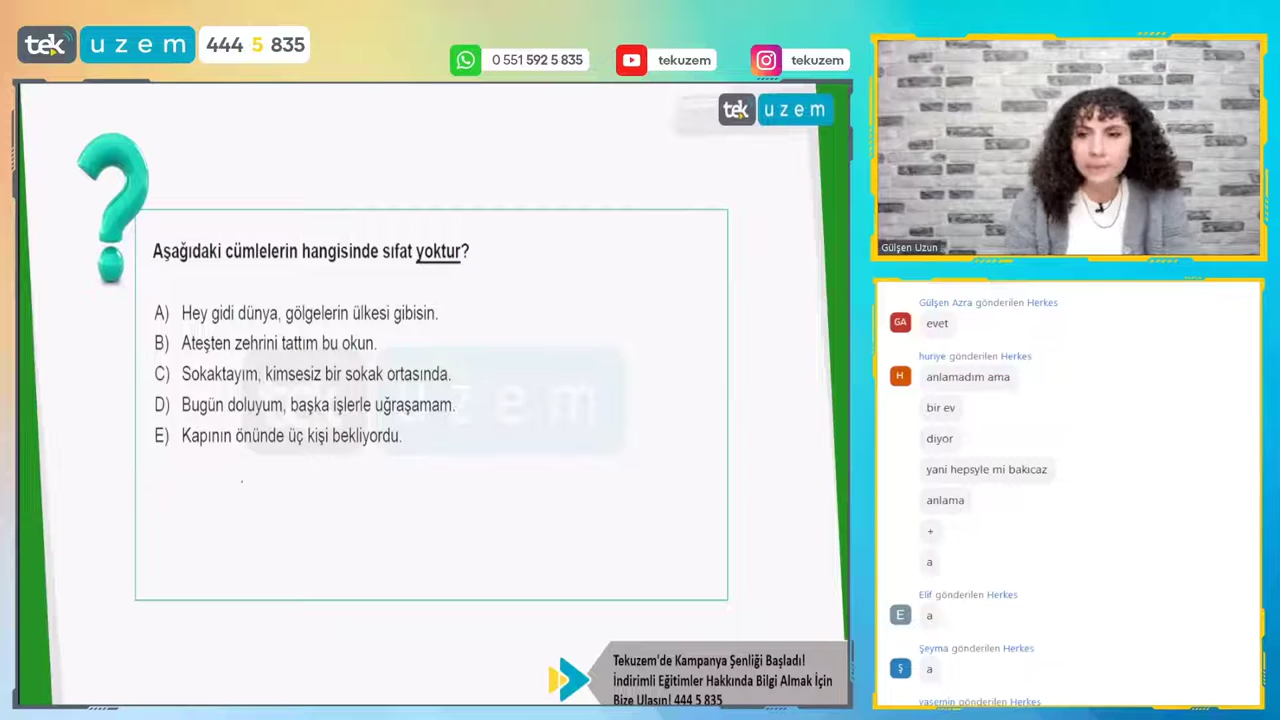 tek uzem 444 5 835
0 551 592 5 835
tekuzem
tekuzem
tek uzem
Aşağıdaki cümlelerin hangisinde sıfat yoktur?
A) Hey gidi dünya, gölgelerin ülkesi gibisin.
B) Ateşten zehrini tattım bu okun.
C) Sokaktayım, kimsesiz bir sokak ortasında.
D) Bugün doluyum, başka işlerle uğraşamam.
E) Kapının önünde üç kişi bekliyordu.
uzem
Tekuzem'de Kampanya Şenliği Başladı!
İndirimli Eğitimler Hakkında Bilgi Almak İçin
Bize Ulaşın! 444 5 835
Gülşen Uzun
Gülşen Azra gönderilen Herkes
GA evet
huriye gönderilen Herkes
H anlamadım ama
bir ev
diyor
yani hepsyle mi bakıcaz
anlama
+
a
Elif gönderilen Herkes
E a
Şeyma gönderilen Herkes
Ş a
yasemin gönderilen Herkes